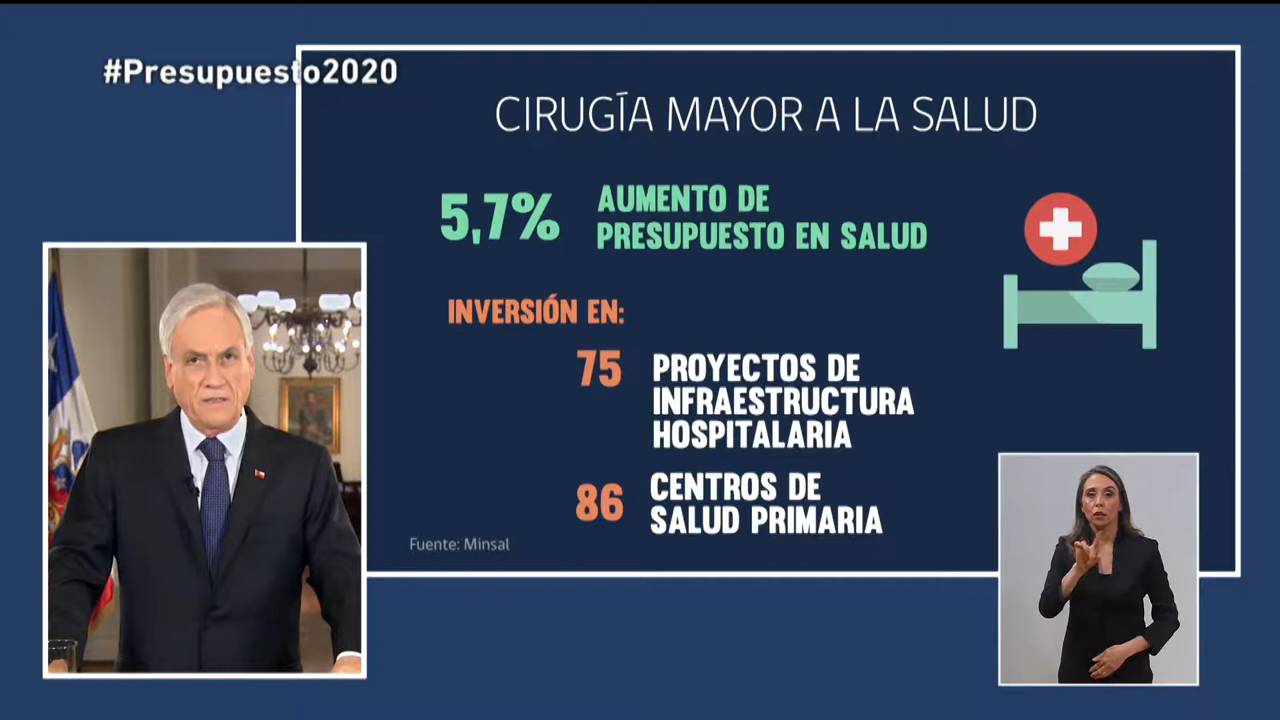 #Presupuesto2020
CIRUGÍA MAYOR A LA SALUD
5,7%
AUMENTO DE
PRESUPUESTO EN SALUD
INVERSIÓN EN:
75
PROYECTOS DE
INFRAESTRUCTURA
HOSPITALARIA
86
CENTROS DE
SALUD PRIMARIA
Fuente: Minsal